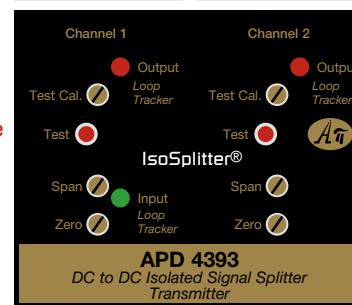 Channel 1 Channel 2
Output Output
Loop Loop
Test Cal. Tracker Test Cal. Tracker
e Test Test
IsoSplitter®
Span Input Span
Loop
Zero Tracker Zero
APD 4393
DC to DC Isolated Signal Splitter
Transmitter